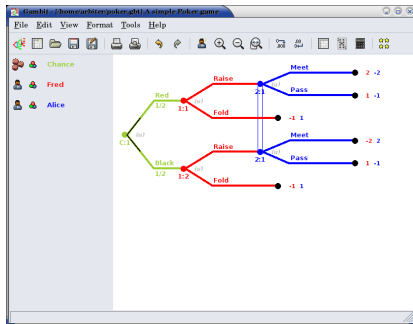 Gambit - [/home/arbiter/poker.gbt] A simple Poker game
File Edit View Format Tools Help
Chance
Fred
Alice
Meet
2 -2
Raise
2:1
(u)
Pass
1 -1
Red
1/2
1:1
(u)
Fold
-1 1
C:1
(u)
Meet
-2 2
Raise
2:1
(u)
Pass
1 -1
Black
1/2
1:2
(u)
Fold
-1 1